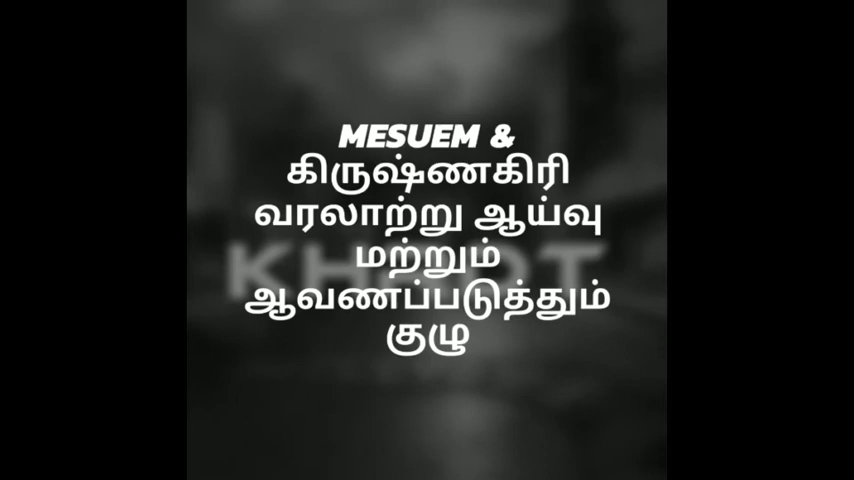 MESUEM &
கிருஷ்ணகிரி
வரலாற்று ஆய்வு
மற்றும்
ஆவணப்படுத்தும்
குழு